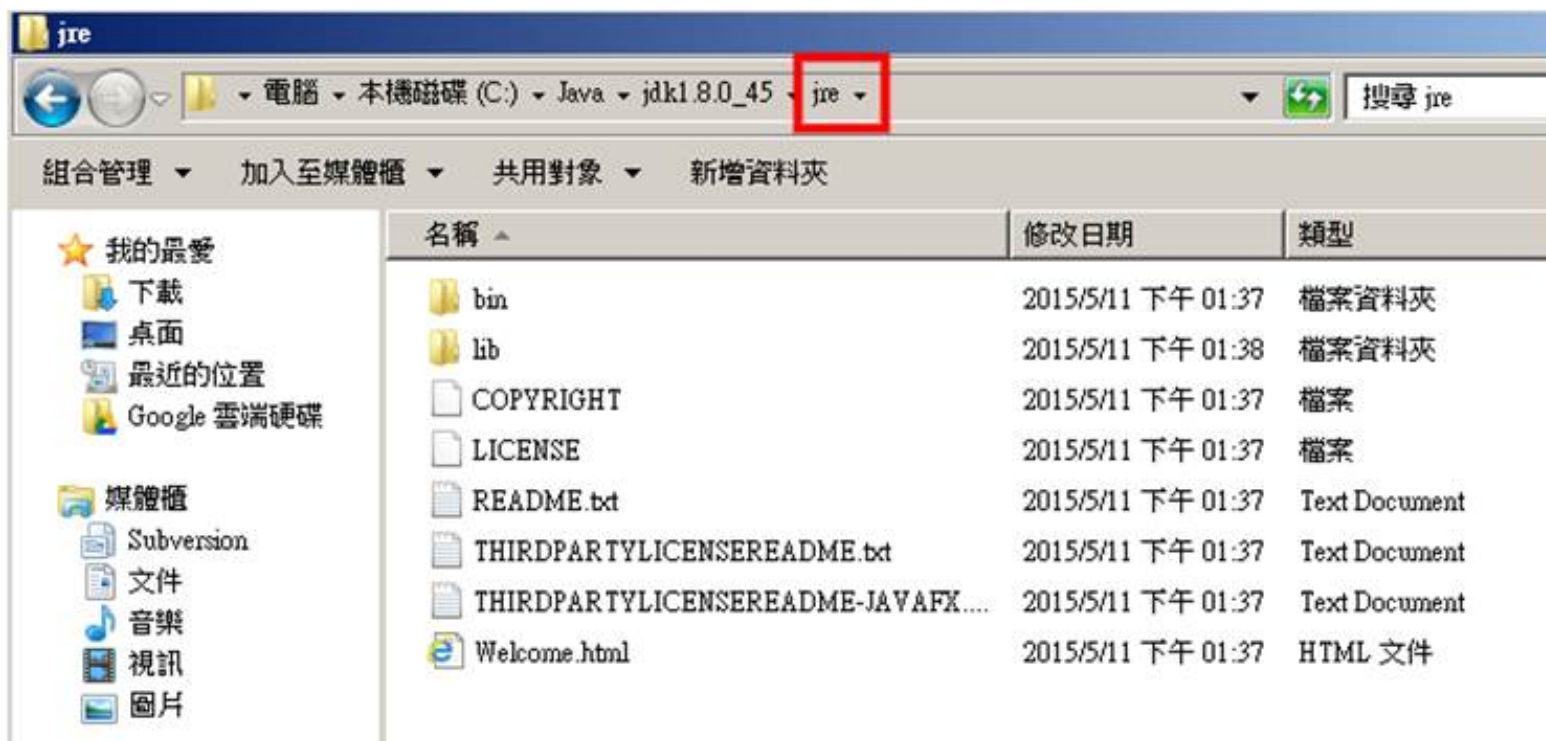 jre
電腦 本機磁碟 (C:) Java jdk1.8.0_45 jre 搜尋 jre
組合管理 加入至媒體櫃 共用對象 新增資料夾
名稱 修改日期 類型
我的最愛
下載
桌面
最近的位置
Google 雲端硬碟
媒體櫃
Subversion
文件
音樂
視訊
圖片
bin 2015/5/11 下午 01:37 檔案資料夾
lib 2015/5/11 下午 01:38 檔案資料夾
COPYRIGHT 2015/5/11 下午 01:37 檔案
LICENSE 2015/5/11 下午 01:37 檔案
README.txt 2015/5/11 下午 01:37 Text Document
THIRDPARTYLICENSEREADME.txt 2015/5/11 下午 01:37 Text Document
THIRDPARTYLICENSEREADME-JAVAFX.... 2015/5/11 下午 01:37 Text Document
Welcome.html 2015/5/11 下午 01:37 HTML 文件